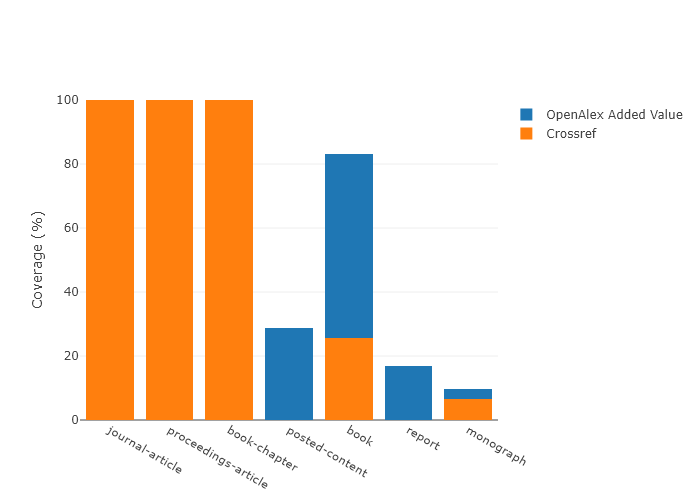 OpenAlex Added Value
Crossref
Coverage (%)
100
80
60
40
20
0
journal-article
proceedings-article
book-chapter
posted-content
book
report
monograph